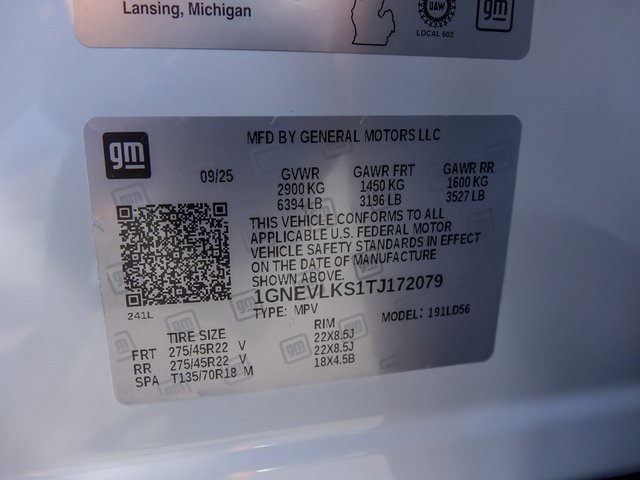 Lansing, Michigan
UAW
LOCAL 602
gm
gm
MFD BY GENERAL MOTORS LLC
09/25 GVWR GAWR FRT GAWR RR
2900 KG 1450 KG 1600 KG
6394 LB 3196 LB 3527 LB
THIS VEHICLE CONFORMS TO ALL
APPLICABLE U.S. FEDERAL MOTOR
VEHICLE SAFETY STANDARDS IN EFFECT
ON THE DATE OF MANUFACTURE
SHOWN ABOVE.
1GNEVLKS1TJ172079
TYPE: MPV MODEL: 191LD56
241L
TIRE SIZE RIM
FRT 275/45R22 V 22X8.5J
RR 275/45R22 V 22X8.5J
SPA T135/70R18 M 18X4.5B